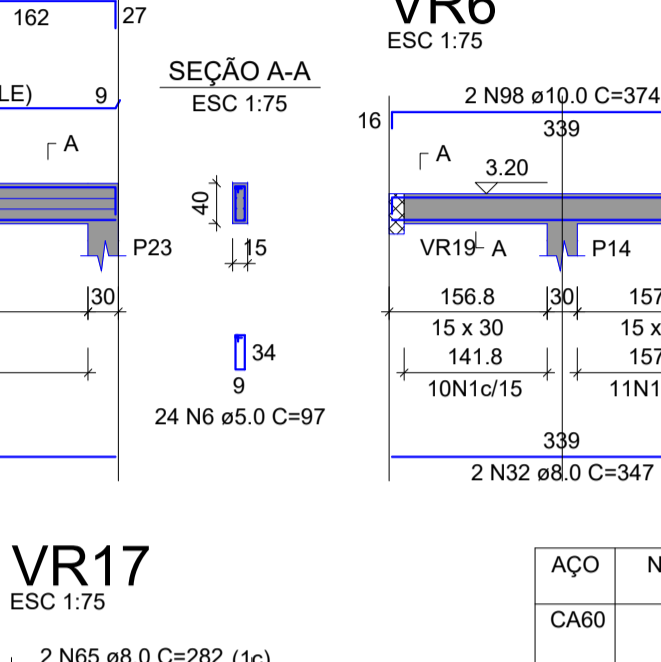 162
27
LE)
9
A
P23
30
SEÇÃO A-A
ESC 1:75
40
15
34
9
24 N6 ø5.0 C=97
VR6
ESC 1:75
2 N98 ø10.0 C=374
16
339
A
3.20
VR19
A
P14
156.8
30
157
15 x 30
15 x
141.8
157
10N1c/15
11N1
339
2 N32 ø8.0 C=347
VR17
ESC 1:75
2 N65 ø8.0 C=282 (1c)
AÇO
N
CA60